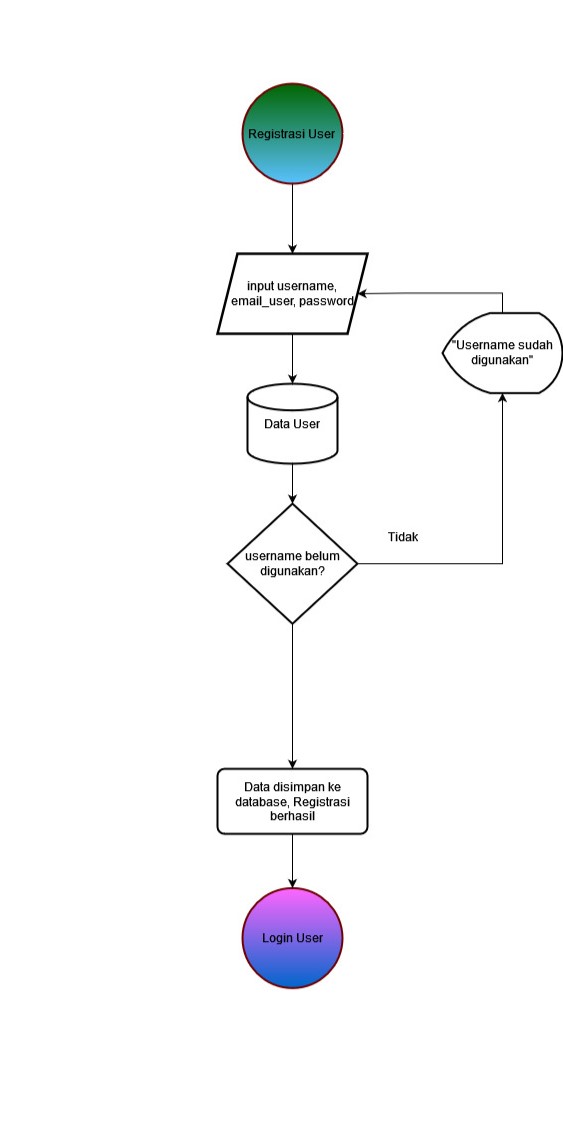 Registrasi User
input username,
email_user, password
"Username sudah
digunakan"
Data User
Tidak
username belum
digunakan?
Data disimpan ke
database, Registrasi
berhasil
Login User